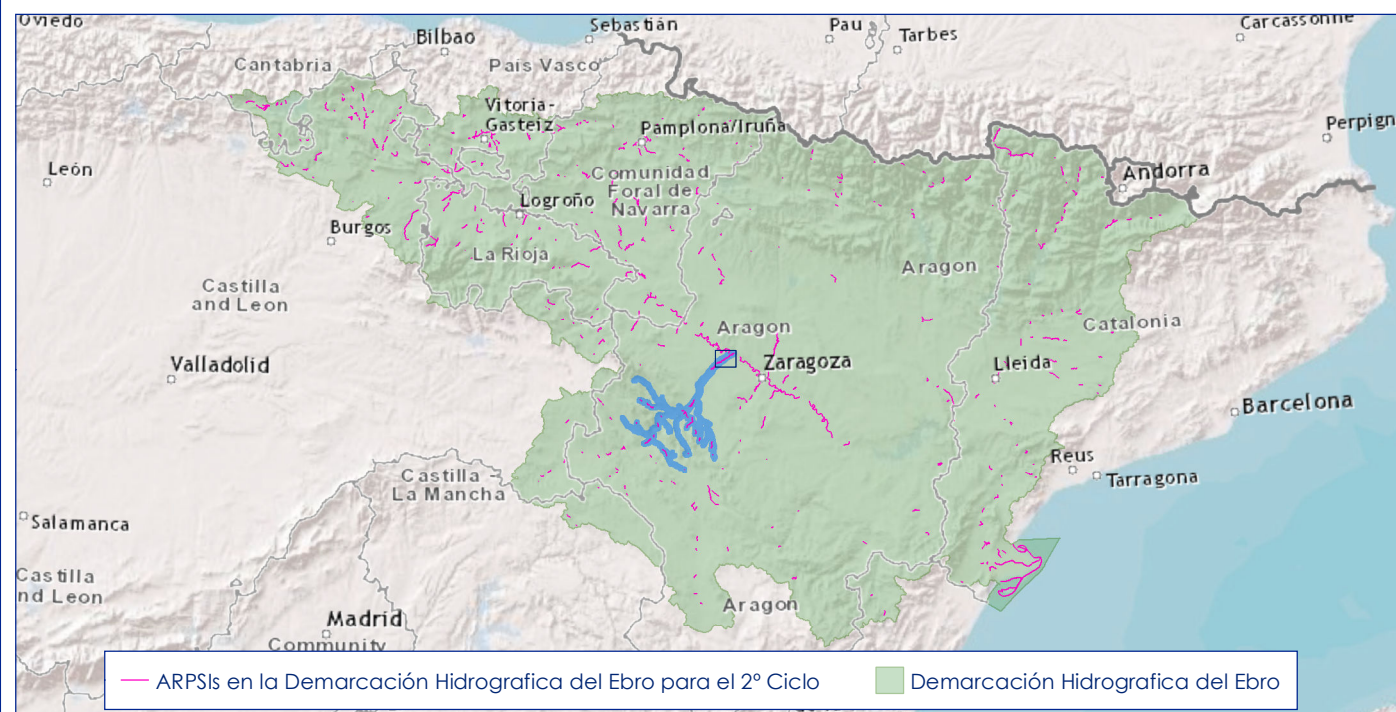 Oviedo
Sebastián
Pau
Carcassonne
Bilbao
Tarbes
Cantabria
País Vasco
Vitoria-
Gasteiz
Pamplona/Iruña
Perpign
León
Comunidad
Foral de
Navarra
Andorra
Logroño
Burgos
La Rioja
Aragon
Castilla
and Leon
Catalonia
Aragon
Valladolid
Zaragoza
Lleida
Barcelona
Reus
Castilla
La Mancha
Tarragona
Salamanca
Castilla
nd Leon
Aragon
Madrid
Community
ARPSIs en la Demarcación Hidrografica del Ebro para el 2º Ciclo
Demarcación Hidrografica del Ebro